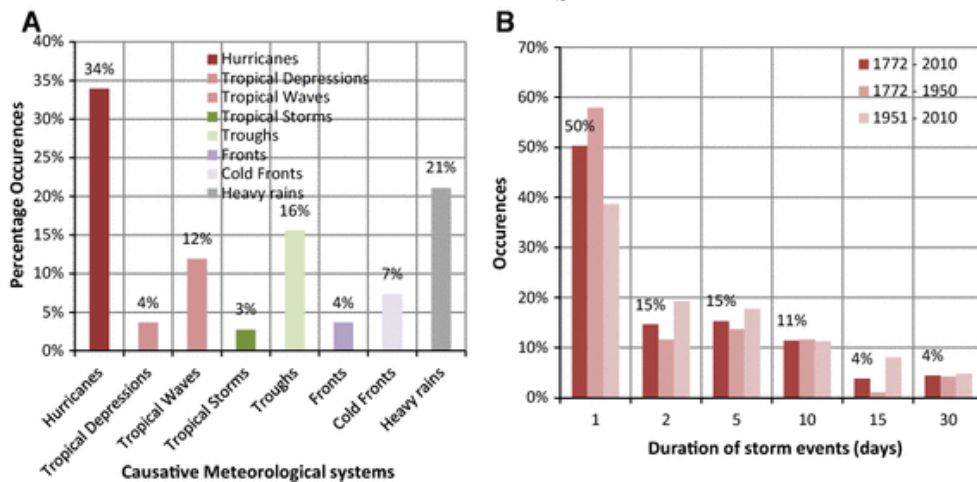 A
Percentage Occurences
40%
35%
30%
25%
20%
15%
10%
5%
0%
34%
4%
12%
3%
16%
4%
7%
21%
Hurricanes
Tropical Depressions
Tropical Waves
Tropical Storms
Troughs
Fronts
Cold Fronts
Heavy rains
Hurricanes
Tropical Depressions
Tropical Waves
Tropical Storms
Troughs
Fronts
Cold Fronts
Heavy rains
Causative Meteorological systems
B
Occurences
70%
60%
50%
40%
30%
20%
10%
0%
1772 - 2010
1772 - 1950
1951 - 2010
50%
15%
15%
11%
4%
4%
1
2
5
10
15
30
Duration of storm events (days)